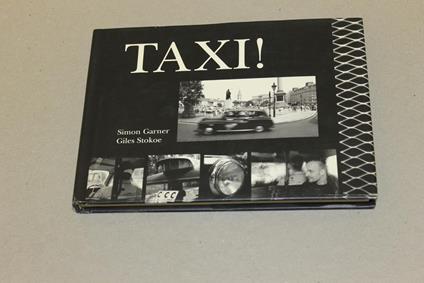 TAXI!
Simon Garner
Giles Stokoe